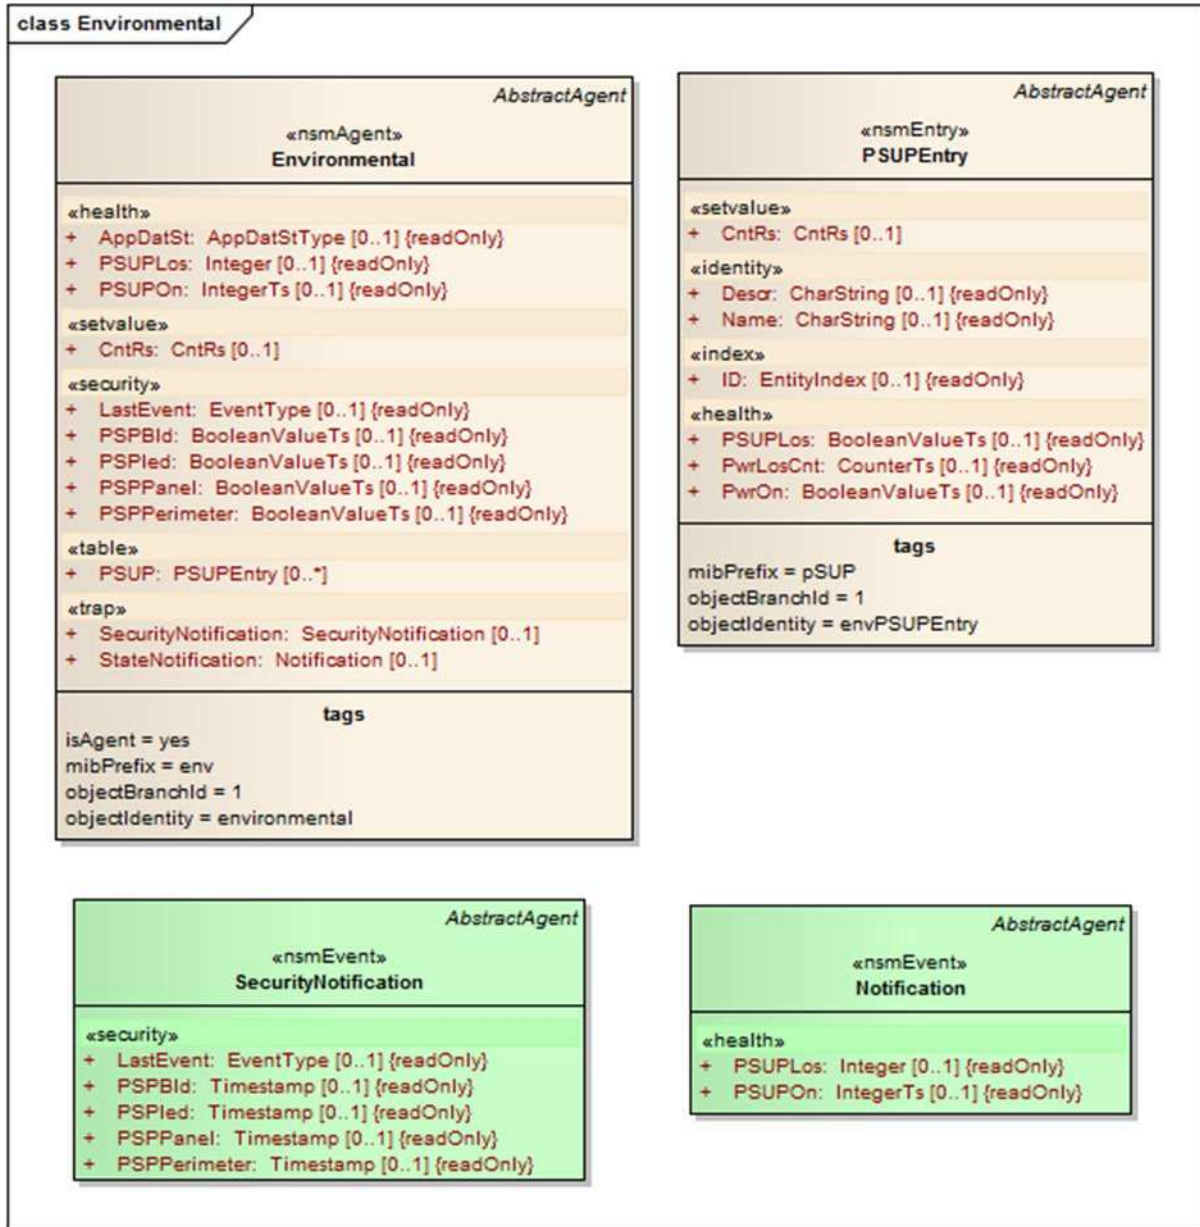 class Environmental
AbstractAgent
«nsmAgent»
Environmental
«health»
+ AppDatSt: AppDatStType [0..1] {readOnly}
+ PSUPLos: Integer [0..1] {readOnly}
+ PSUPOn: IntegerTs [0..1] {readOnly}
«setvalue»
+ CntRs: CntRs [0..1]
«security»
+ LastEvent: EventType [0..1] {readOnly}
+ PSPBld: BooleanValueTs [0..1] {readOnly}
+ PSPIed: BooleanValueTs [0..1] {readOnly}
+ PSPPanel: BooleanValueTs [0..1] {readOnly}
+ PSPPerimeter: BooleanValueTs [0..1] {readOnly}
«table»
+ PSUP: PSUPEntry [0..*]
«trap»
+ SecurityNotification: SecurityNotification [0..1]
+ StateNotification: Notification [0..1]
tags
isAgent = yes
mibPrefix = env
objectBranchId = 1
objectIdentity = environmental
AbstractAgent
«nsmEntry»
PSUPEntry
«setvalue»
+ CntRs: CntRs [0..1]
«identity»
+ Descr: CharString [0..1] {readOnly}
+ Name: CharString [0..1] {readOnly}
«index»
+ ID: EntityIndex [0..1] {readOnly}
«health»
+ PSUPLos: BooleanValueTs [0..1] {readOnly}
+ PwrLosCnt: CounterTs [0..1] {readOnly}
+ PwrOn: BooleanValueTs [0..1] {readOnly}
tags
mibPrefix = pSUP
objectBranchId = 1
objectIdentity = envPSUPEntry
AbstractAgent
«nsmEvent»
SecurityNotification
«security»
+ LastEvent: EventType [0..1] {readOnly}
+ PSPBld: Timestamp [0..1] {readOnly}
+ PSPIed: Timestamp [0..1] {readOnly}
+ PSPPanel: Timestamp [0..1] {readOnly}
+ PSPPerimeter: Timestamp [0..1] {readOnly}
AbstractAgent
«nsmEvent»
Notification
«health»
+ PSUPLos: Integer [0..1] {readOnly}
+ PSUPOn: IntegerTs [0..1] {readOnly}